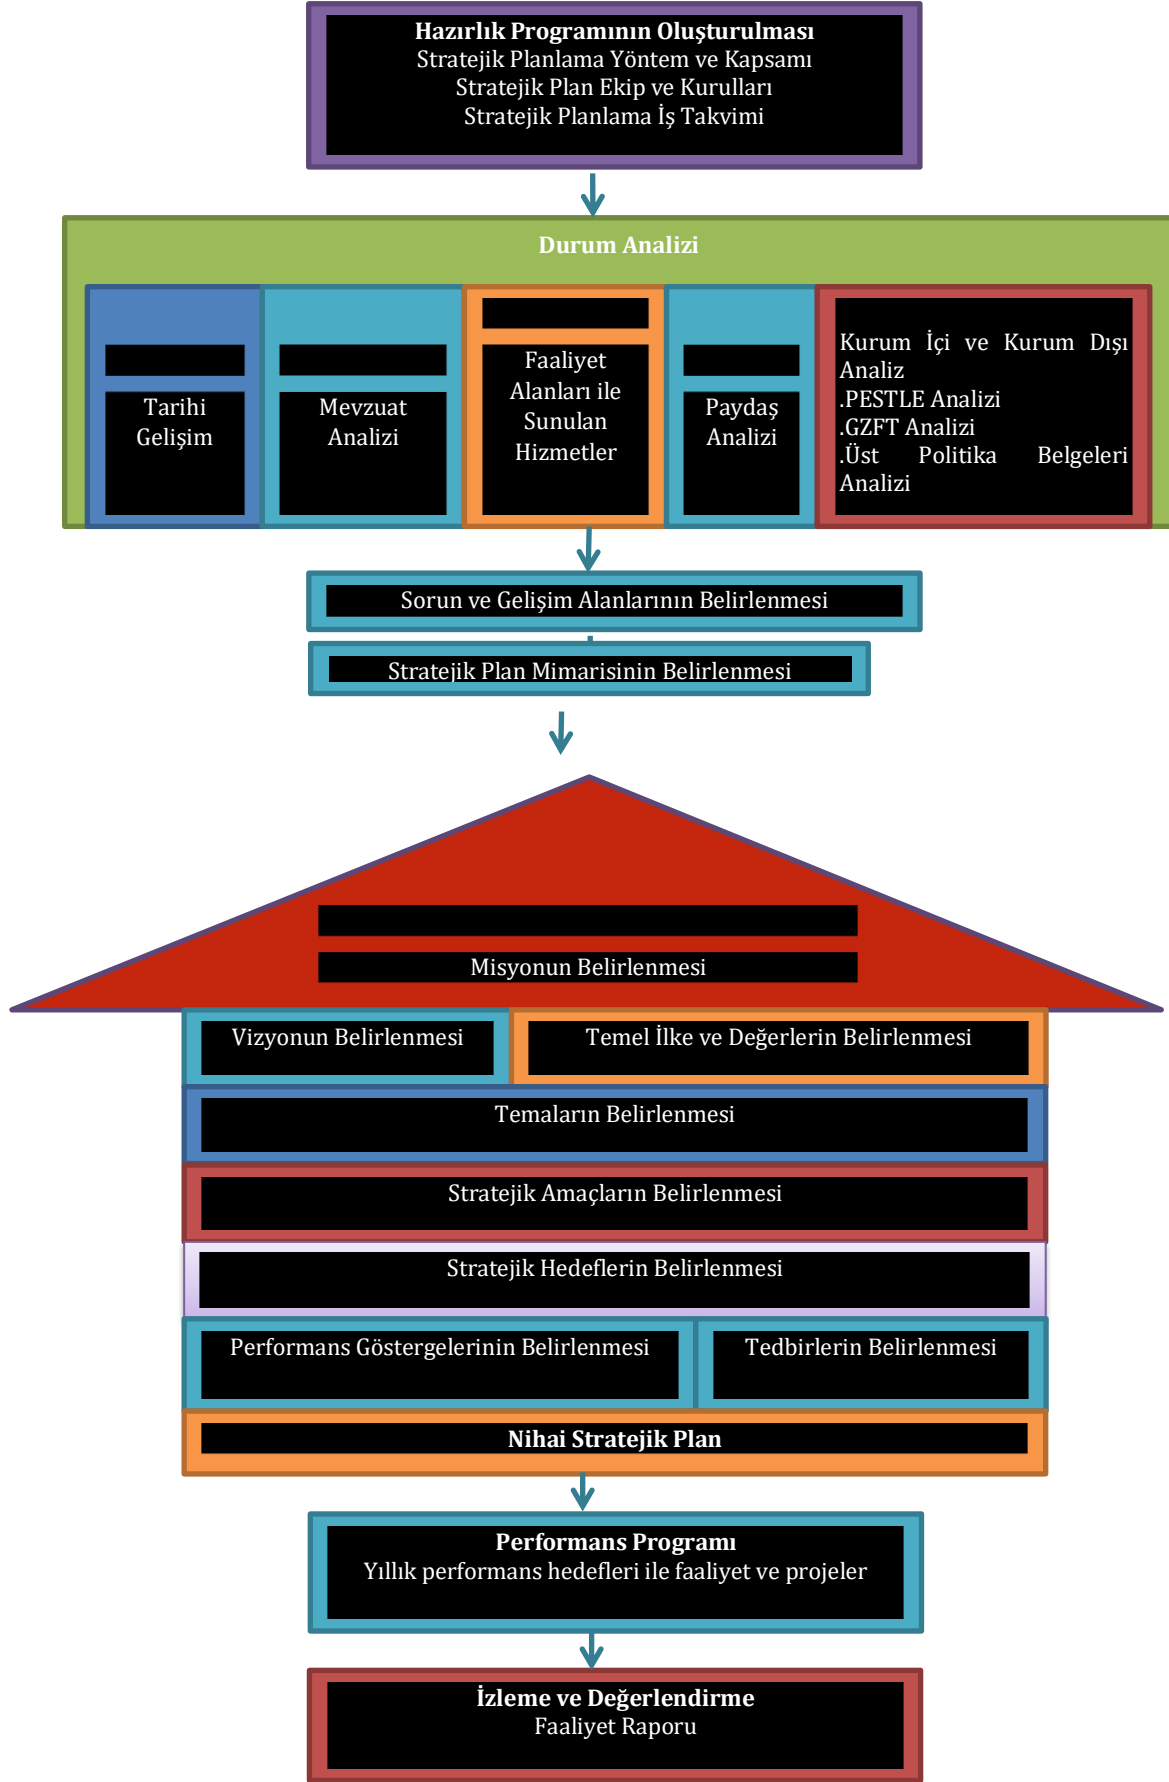 Hazırlık Programının Oluşturulması
Stratejik Planlama Yöntem ve Kapsamı
Stratejik Plan Ekip ve Kurulları
Stratejik Planlama İş Takvimi
Durum Analizi
Tarihi
Gelişim
Mevzuat
Analizi
Faaliyet
Alanları ile
Sunulan
Hizmetler
Paydaş
Analizi
Kurum İçi ve Kurum Dışı
Analiz
.PESTLE Analizi
.GZFT Analizi
.Üst Politika Belgeleri
Analizi
Sorun ve Gelişim Alanlarının Belirlenmesi
Stratejik Plan Mimarisinin Belirlenmesi
Misyonun Belirlenmesi
Vizyonun Belirlenmesi
Temel İlke ve Değerlerin Belirlenmesi
Temaların Belirlenmesi
Stratejik Amaçların Belirlenmesi
Stratejik Hedeflerin Belirlenmesi
Performans Göstergelerinin Belirlenmesi
Tedbirlerin Belirlenmesi
Nihai Stratejik Plan
Performans Programı
Yıllık performans hedefleri ile faaliyet ve projeler
İzleme ve Değerlendirme
Faaliyet Raporu